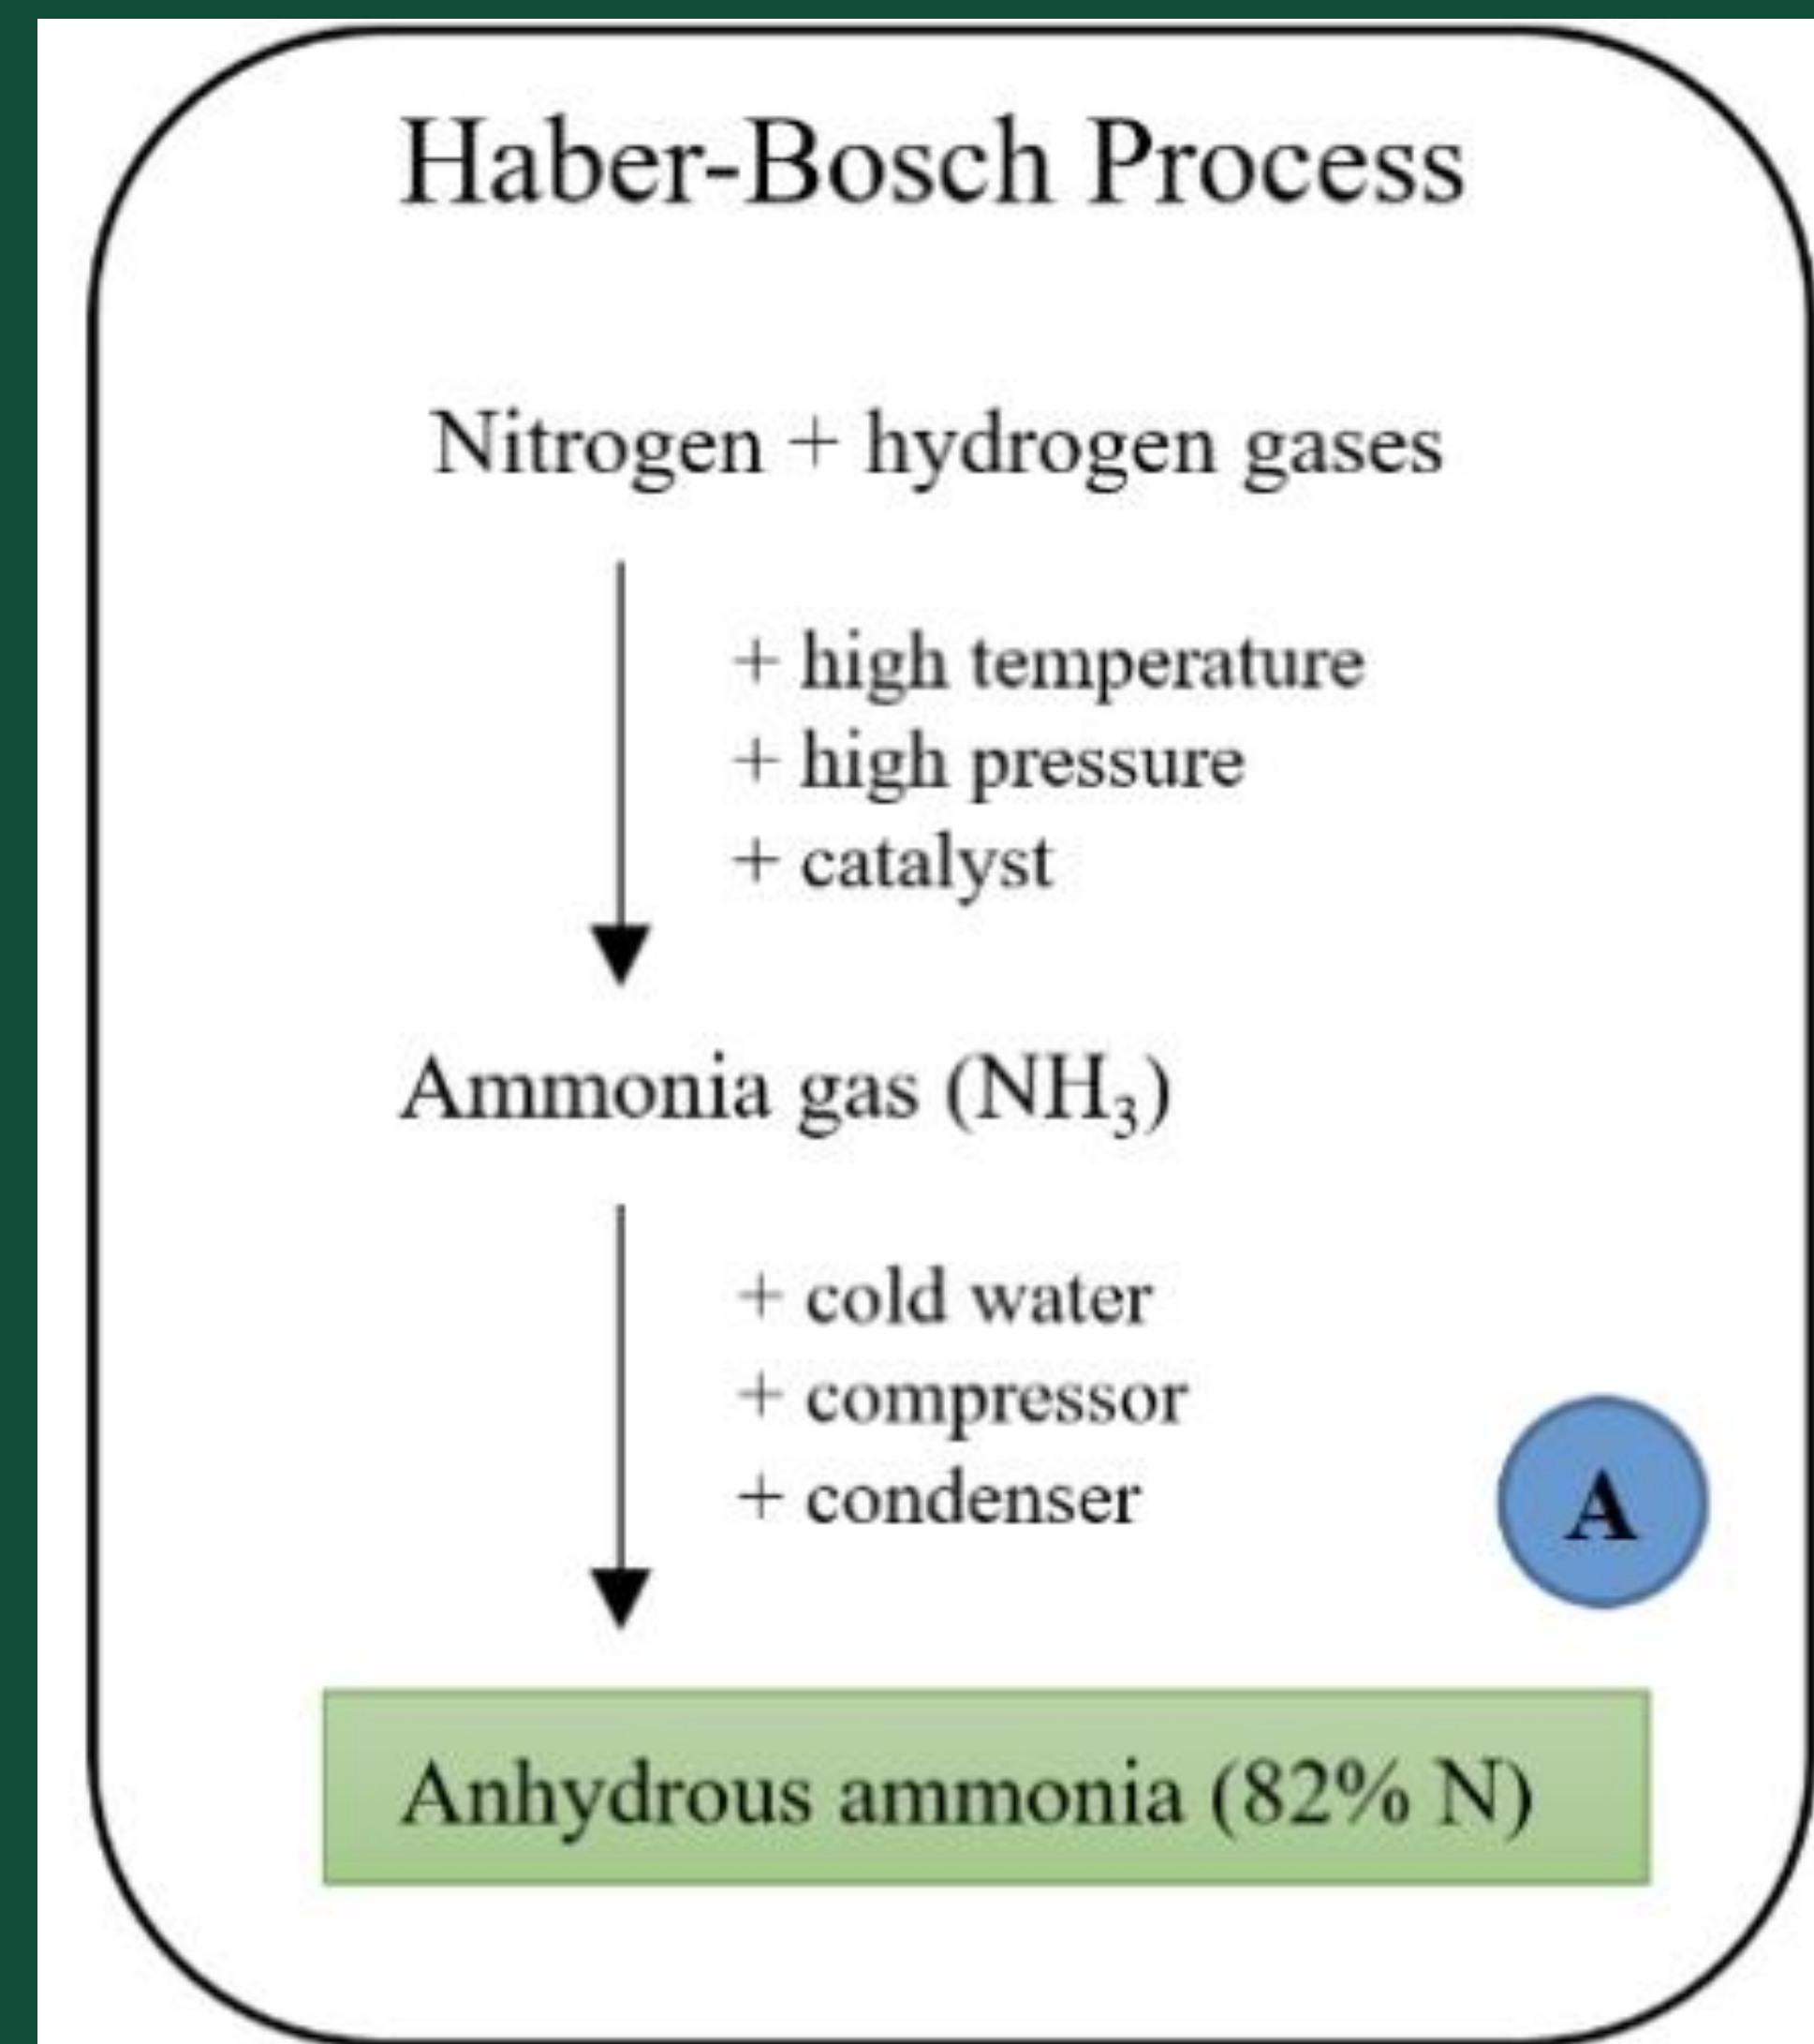 Haber-Bosch Process
Nitrogen + hydrogen gases
+ high temperature
+ high pressure
+ catalyst
Ammonia gas (NH₃)
+ cold water
+ compressor
+ condenser
A
Anhydrous ammonia (82% N)